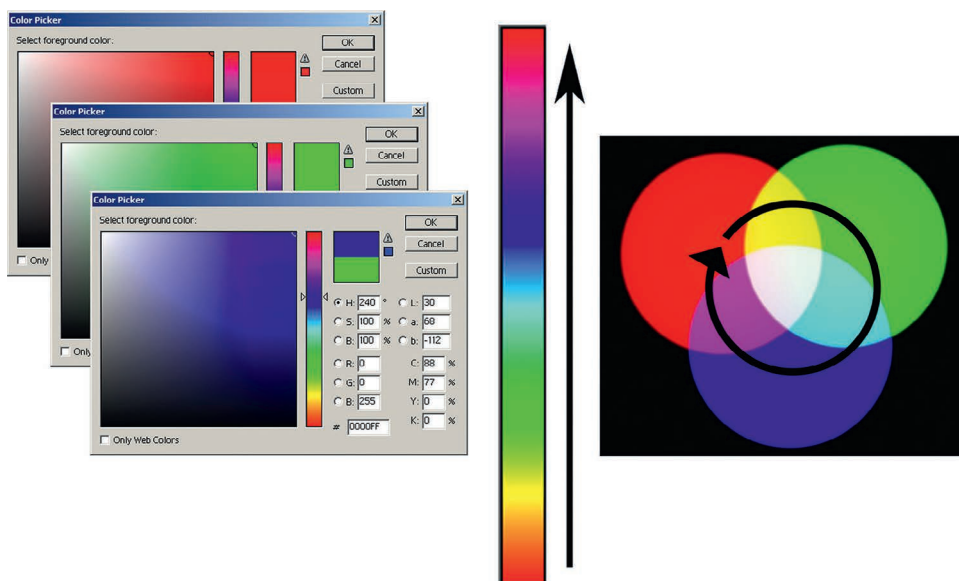 Color Picker
Select foreground color:
OK
Cancel
Custom
Only
Color Picker
Select foreground color:
OK
Cancel
Custom
Only
Color Picker
Select foreground color:
OK
Cancel
Custom
H: 240 ° L: 30
S: 100 % a: 68
B: 100 % b: -112
R: 0 C: 88 %
G: 0 M: 77 %
B: 255 Y: 0 %
# 0000FF K: 0 %
Only Web Colors